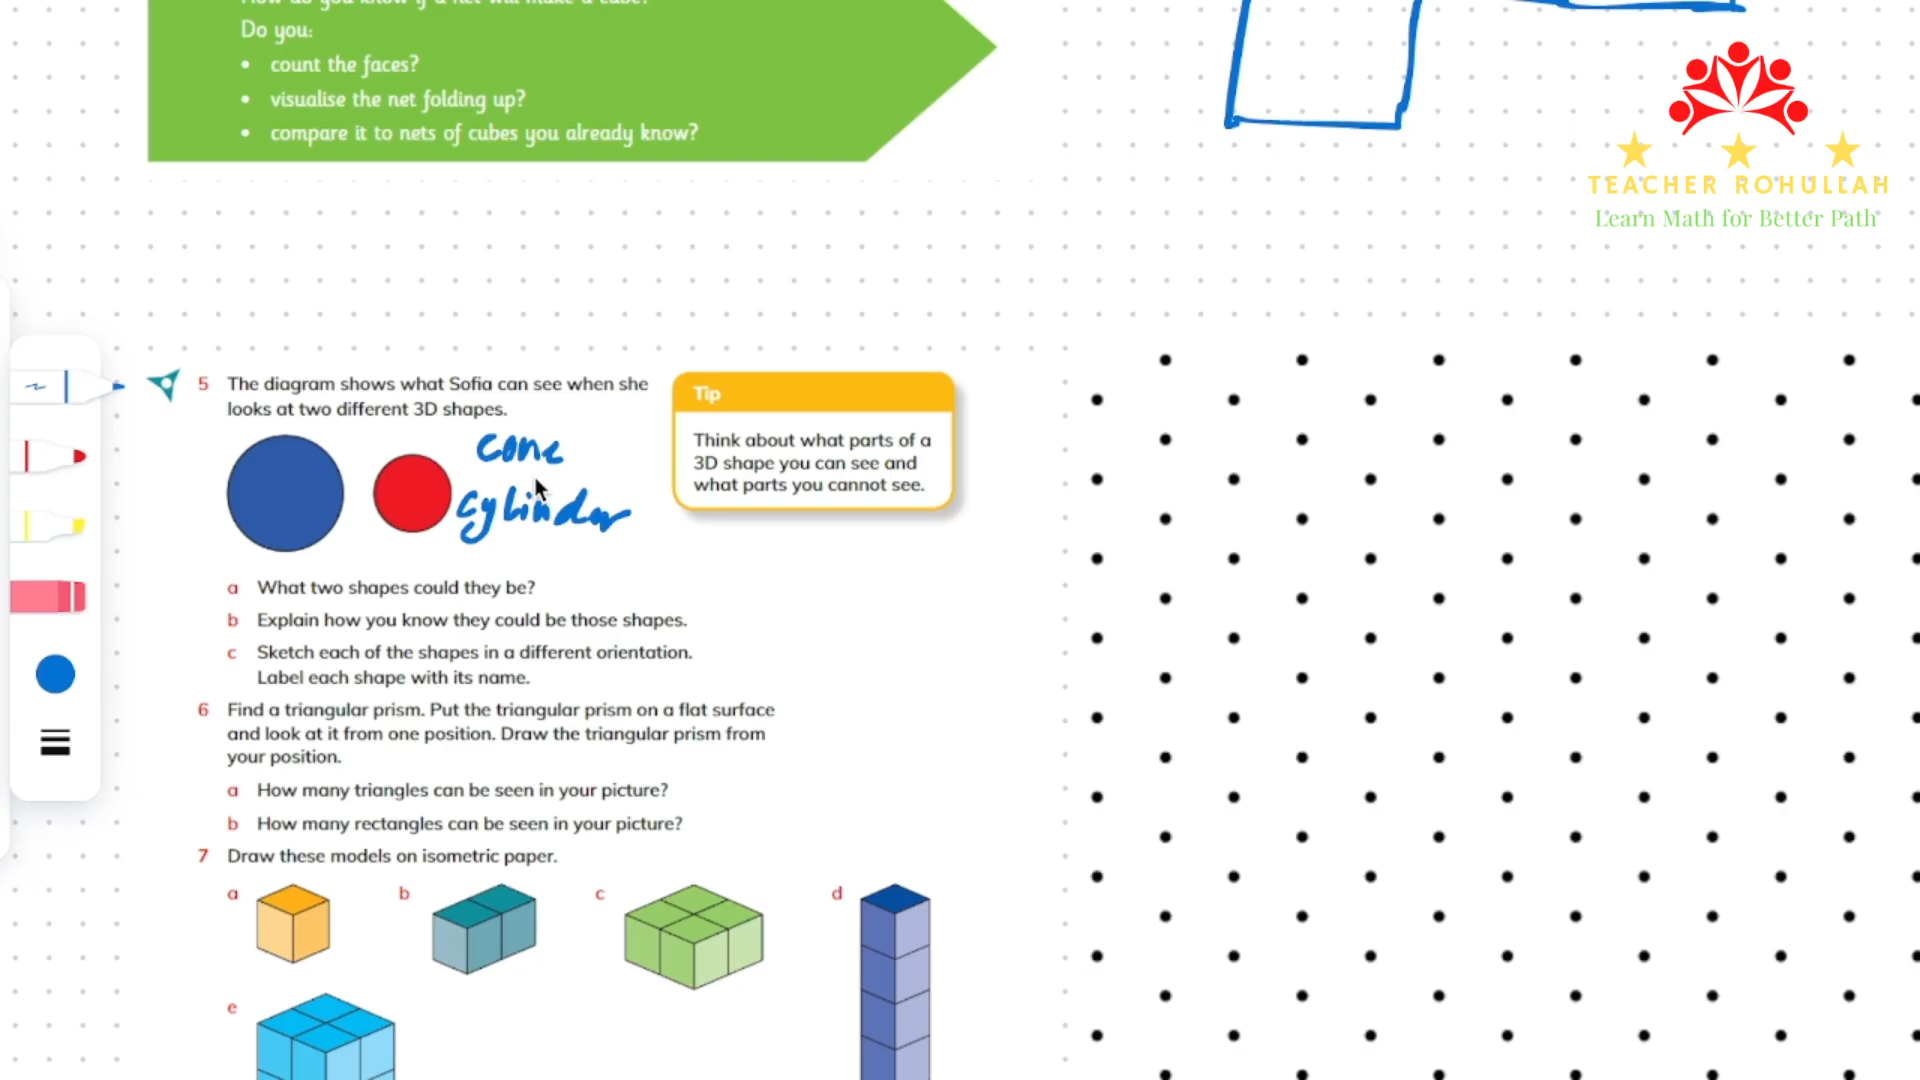 Do you:
• count the faces?
• visualise the net folding up?
• compare it to nets of cubes you already know?
TEACHER ROHULLAH
Learn Math for Better Path
5 The diagram shows what Sofia can see when she
looks at two different 3D shapes.
cone
cylinder
Tip
Think about what parts of a
3D shape you can see and
what parts you cannot see.
a What two shapes could they be?
b Explain how you know they could be those shapes.
c Sketch each of the shapes in a different orientation.
Label each shape with its name.
6 Find a triangular prism. Put the triangular prism on a flat surface
and look at it from one position. Draw the triangular prism from
your position.
a How many triangles can be seen in your picture?
b How many rectangles can be seen in your picture?
7 Draw these models on isometric paper.
a b c d
e